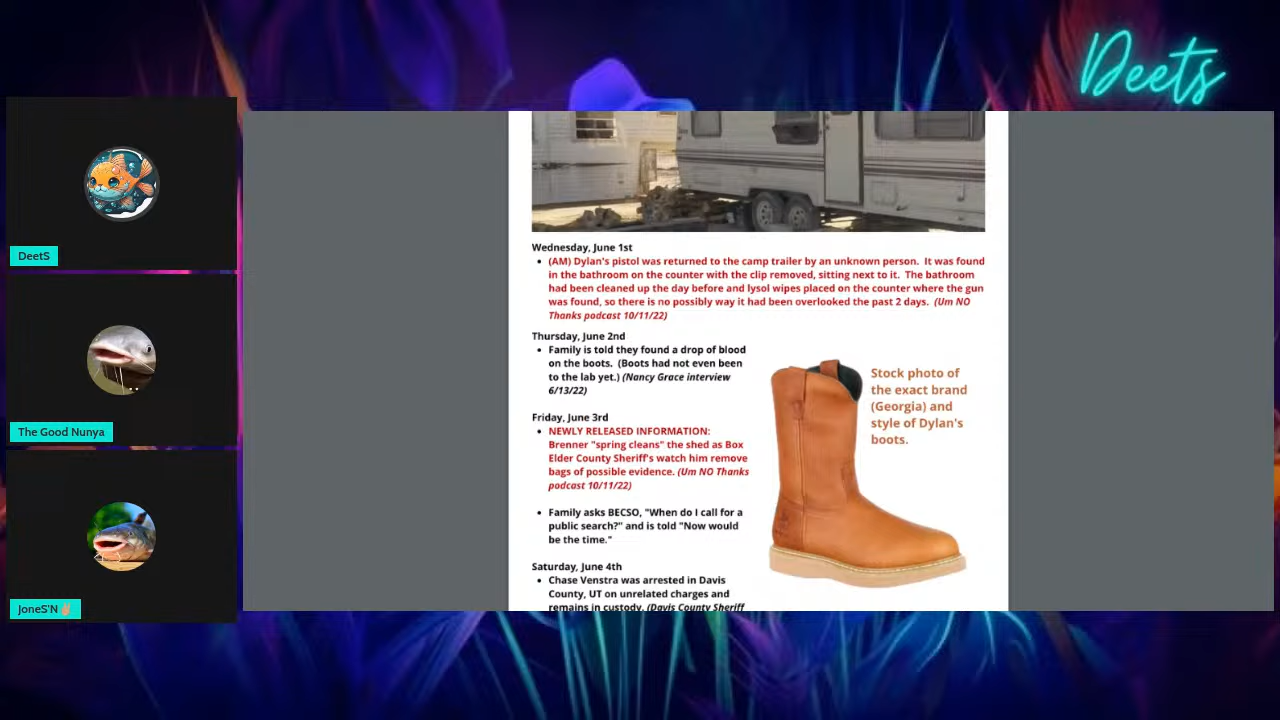 Deets
Wednesday, June 1st
• (AM) Dylan's pistol was returned to the camp trailer by an unknown person. It was found
in the bathroom on the counter with the clip removed, sitting next to it. The bathroom
had been cleaned up the day before and lysol wipes placed on the counter where the gun
was found, so there is no possibly way it had been overlooked the past 2 days. (Um NO
Thanks podcast 10/11/22)
Thursday, June 2nd
• Family is told they found a drop of blood
on the boots. (Boots had not even been
to the lab yet.) (Nancy Grace interview
6/13/22)
Stock photo of
the exact brand
(Georgia) and
style of Dylan's
boots.
Friday, June 3rd
• NEWLY RELEASED INFORMATION:
Brenner "spring cleans" the shed as Box
Elder County Sheriff's watch him remove
bags of possible evidence. (Um NO Thanks
podcast 10/11/22)
• Family asks BECSO, "When do I call for a
public search?" and is told "Now would
be the time."
Saturday, June 4th
• Chase Venstra was arrested in Davis
County, UT on unrelated charges and
remains in custody. (Davis County Sheriff
DeetS
The Good Nunya
JoneS'N ✌🏼